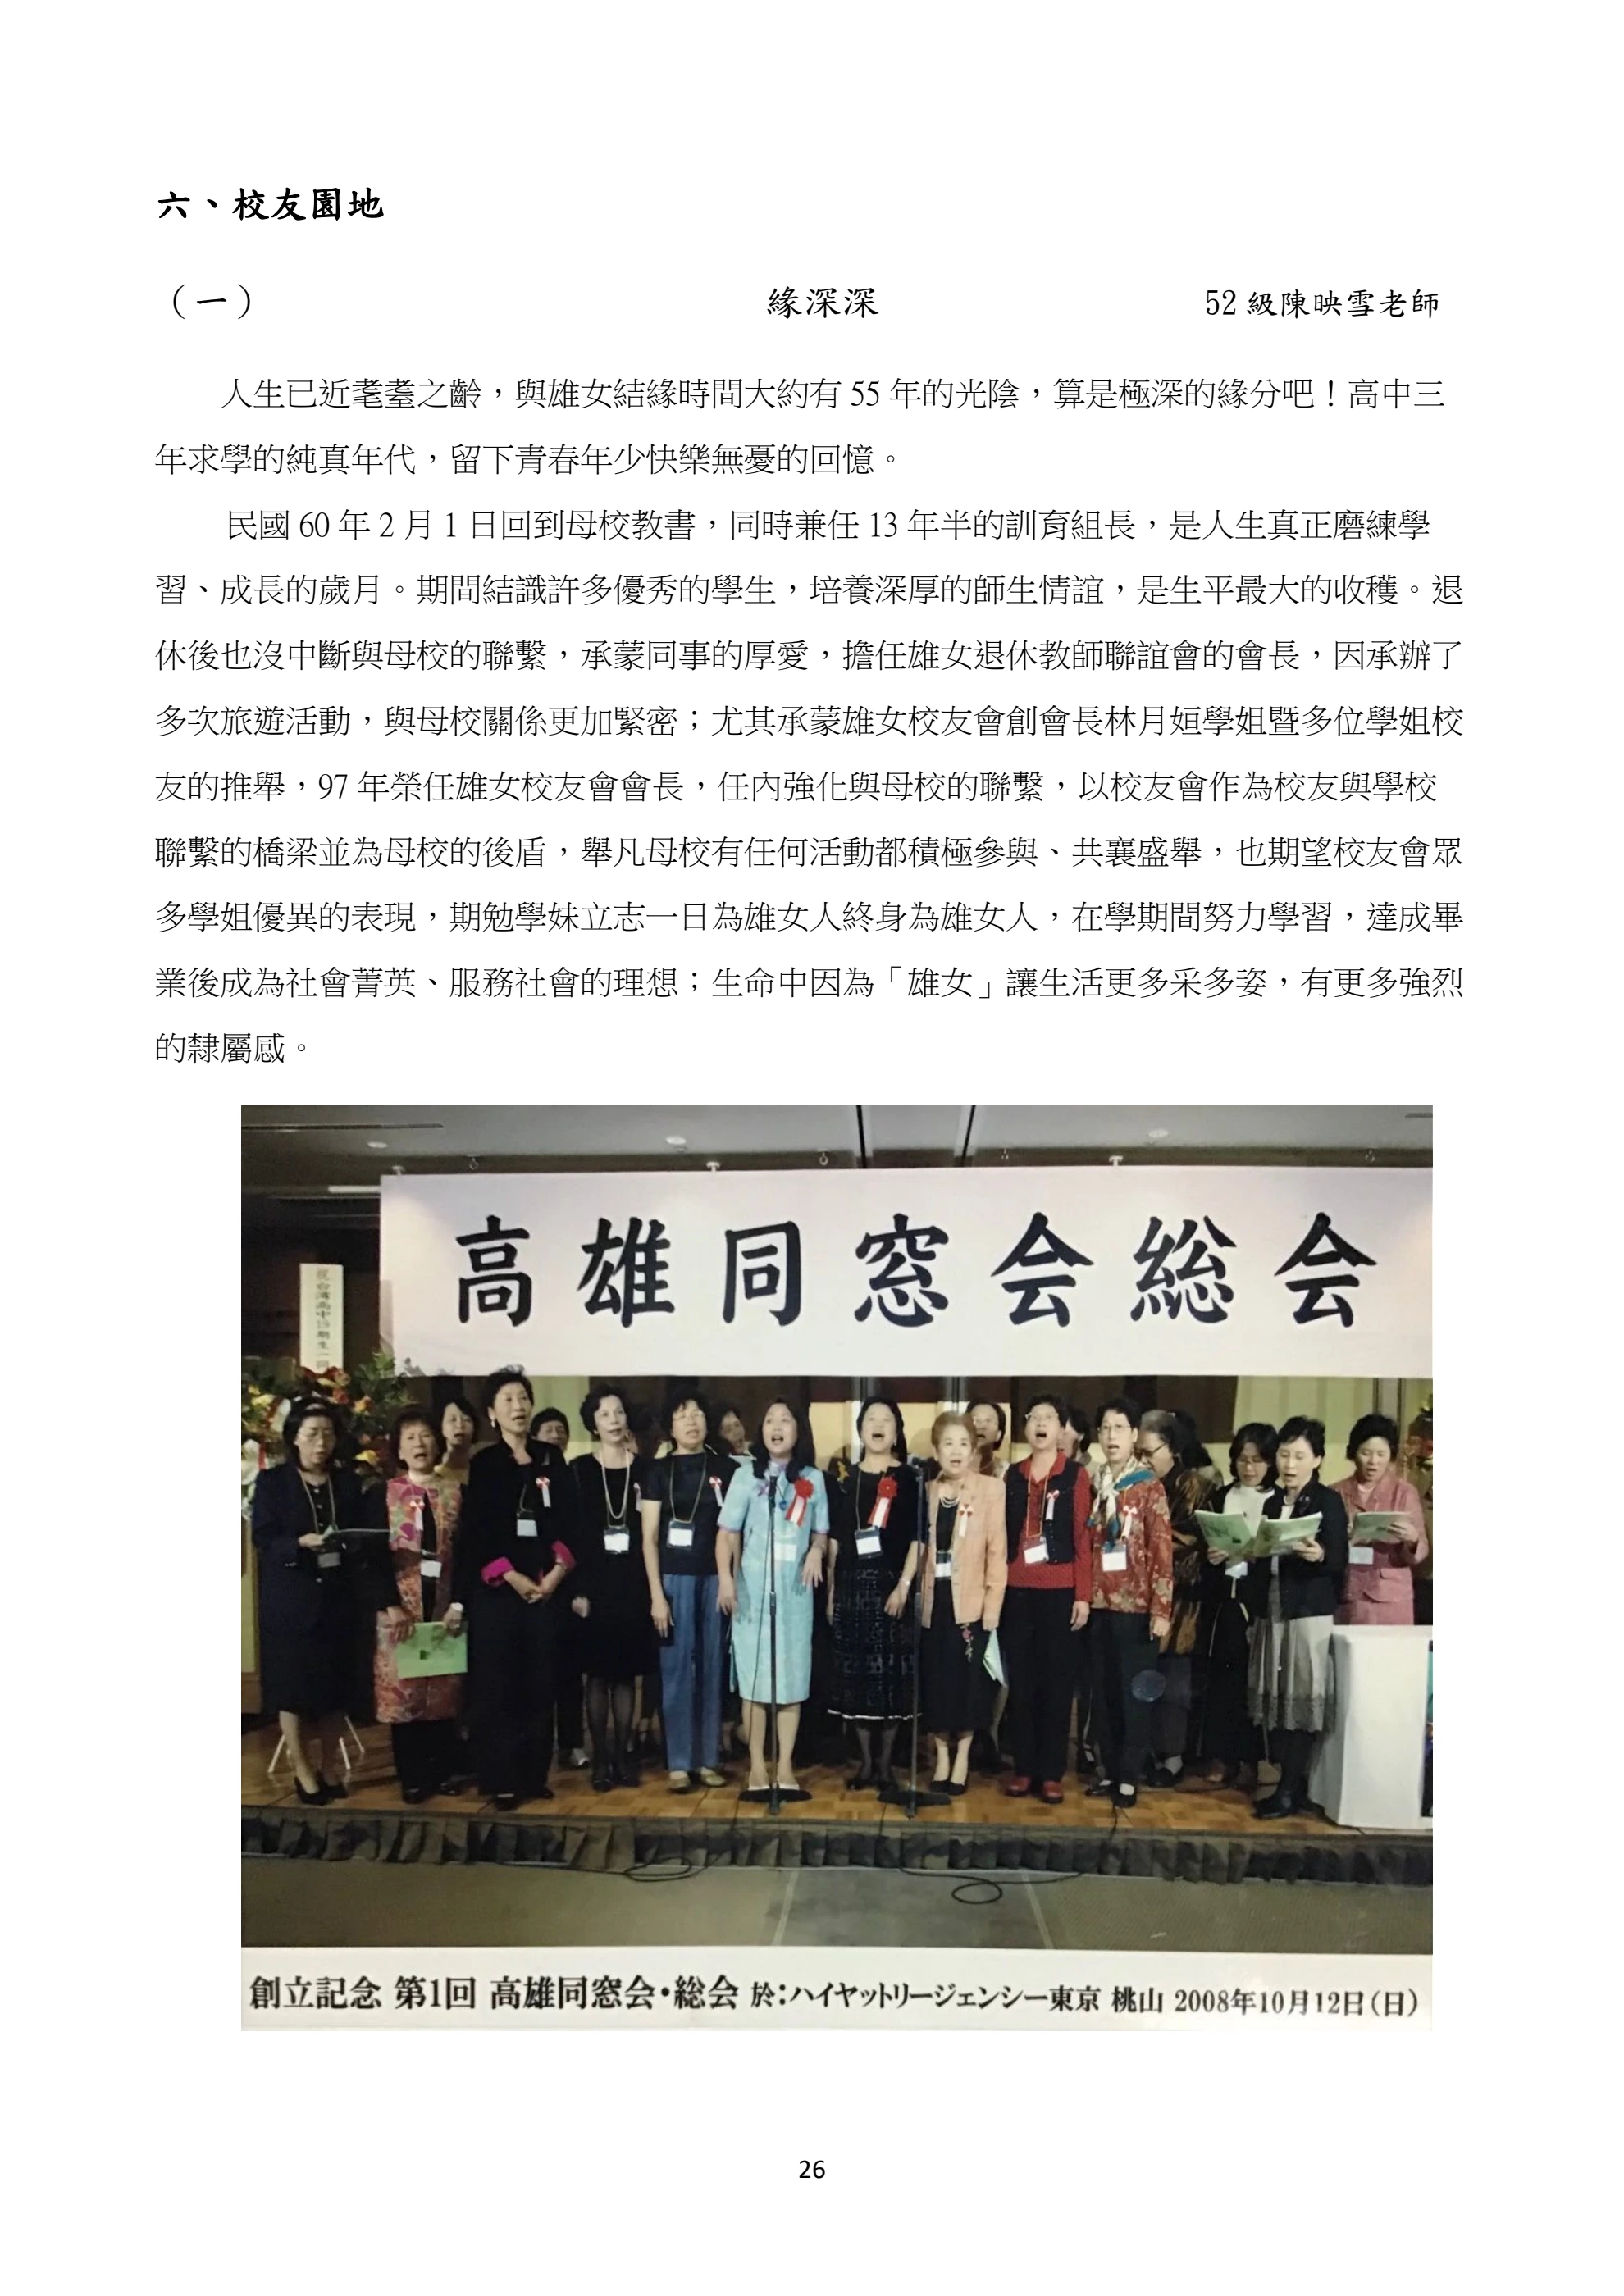 六、校友園地
（一） 緣深深 52 級陳映雪老師
人生已近耄耋之齡，與雄女結緣時間大約有 55 年的光陰，算是極深的緣分吧！高中三
年求學的純真年代，留下青春年少快樂無憂的回憶。
民國 60 年 2 月 1 日回到母校教書，同時兼任 13 年半的訓育組長，是人生真正磨練學
習、成長的歲月。期間結識許多優秀的學生，培養深厚的師生情誼，是生平最大的收穫。退
休後也沒中斷與母校的聯繫，承蒙同事的厚愛，擔任雄女退休教師聯誼會的會長，因承辦了
多次旅遊活動，與母校關係更加緊密；尤其承蒙雄女校友會創會長林月姮學姐暨多位學姐校
友的推舉，97 年榮任雄女校友會會長，任內強化與母校的聯繫，以校友會作為校友與學校
聯繫的橋梁並為母校的後盾，舉凡母校有任何活動都積極參與、共襄盛舉，也期望校友會眾
多學姐優異的表現，期勉學妹立志一日為雄女人終身為雄女人，在學期間努力學習，達成畢
業後成為社會菁英、服務社會的理想；生命中因為「雄女」讓生活更多采多姿，有更多強烈
的隸屬感。
高雄同窓会総会
台湾高中19期生一同
創立記念 第1回 高雄同窓会・総会 於：ハイヤットリージェンシー東京 桃山 2008年10月12日（日）
26